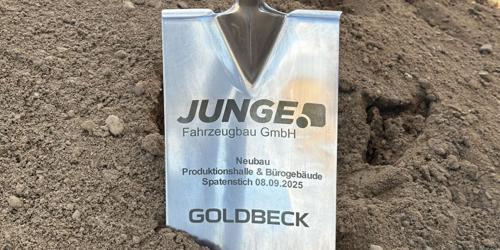 JUNGE
Fahrzeugbau GmbH
Neubau
Produktionshalle & Bürogebäude
Spatenstich 08.09.2025
GOLDBECK